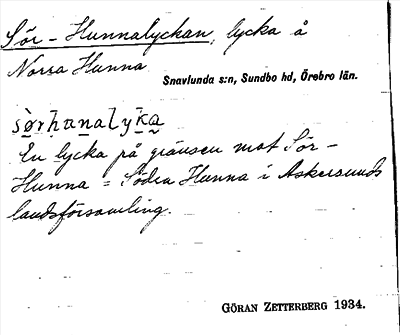 Sör-Hunnalyckan, lycka å
Norra Hunna
Snavlunda s:n, Sundbo hd, Örebro län.
sørhunalyka
En lycka på gränsen mot Sör-
Hunna = Södra Hunna i Askersunds
landsförsamling.
GÖRAN ZETTERBERG 1934.